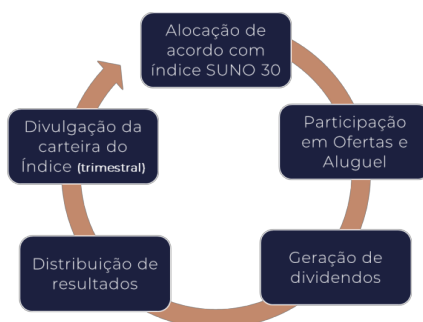 Alocação de
acordo com
índice SUNO 30
Participação
em Ofertas e
Aluguel
Geração de
dividendos
Distribuição de
resultados
Divulgação da
carteira do
Índice (trimestral)